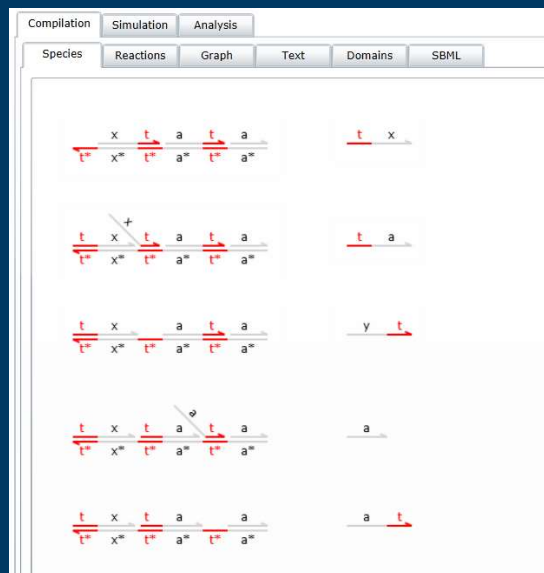 Compilation Simulation Analysis
Species Reactions Graph Text Domains SBML
x t a t a
t* x* t* a* t* a*
t x
x
t x t a t a
t* x* t* a* t* a*
t a
t x a t a
t* x* t* a* t* a*
y t
a
t x t a t a
t* x* t* a* t* a*
a
t x t a a
t* x* t* a* t* a*
a t